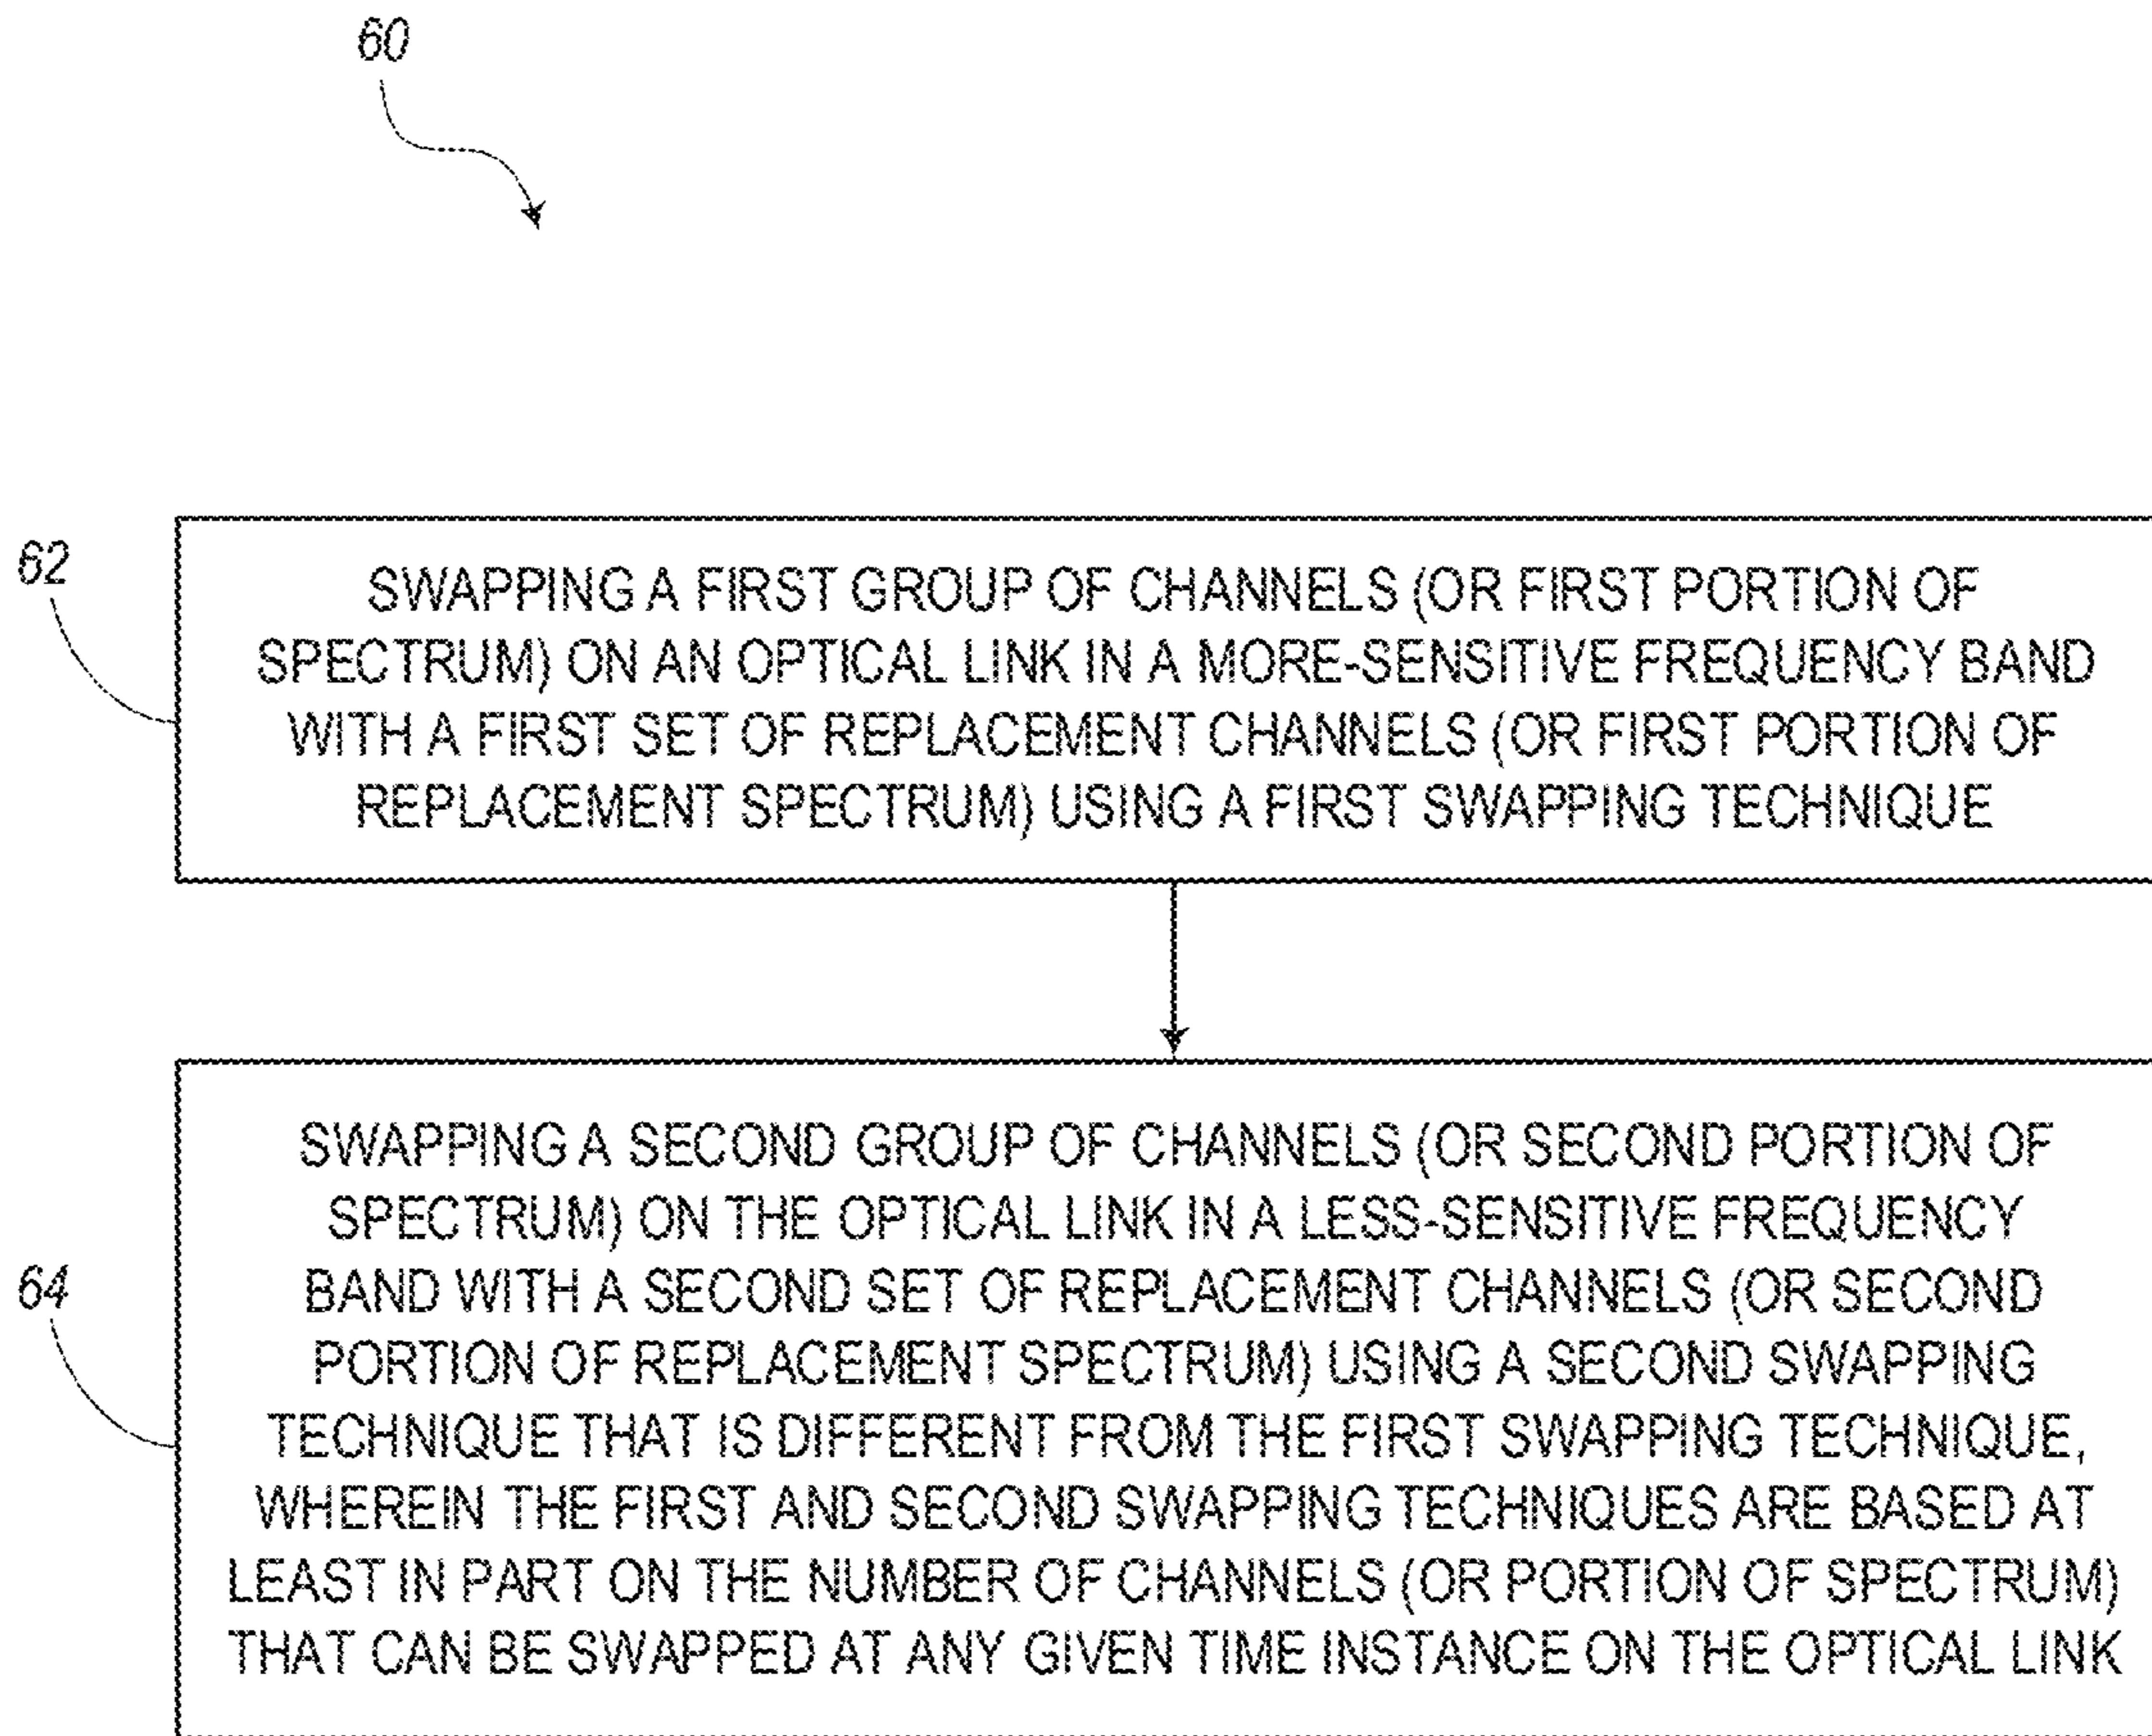 60
62
SWAPPING A FIRST GROUP OF CHANNELS (OR FIRST PORTION OF
SPECTRUM) ON AN OPTICAL LINK IN A MORE-SENSITIVE FREQUENCY BAND
WITH A FIRST SET OF REPLACEMENT CHANNELS (OR FIRST PORTION OF
REPLACEMENT SPECTRUM) USING A FIRST SWAPPING TECHNIQUE
64
SWAPPING A SECOND GROUP OF CHANNELS (OR SECOND PORTION OF
SPECTRUM) ON THE OPTICAL LINK IN A LESS-SENSITIVE FREQUENCY
BAND WITH A SECOND SET OF REPLACEMENT CHANNELS (OR SECOND
PORTION OF REPLACEMENT SPECTRUM) USING A SECOND SWAPPING
TECHNIQUE THAT IS DIFFERENT FROM THE FIRST SWAPPING TECHNIQUE,
WHEREIN THE FIRST AND SECOND SWAPPING TECHNIQUES ARE BASED AT
LEAST IN PART ON THE NUMBER OF CHANNELS (OR PORTION OF SPECTRUM)
THAT CAN BE SWAPPED AT ANY GIVEN TIME INSTANCE ON THE OPTICAL LINK